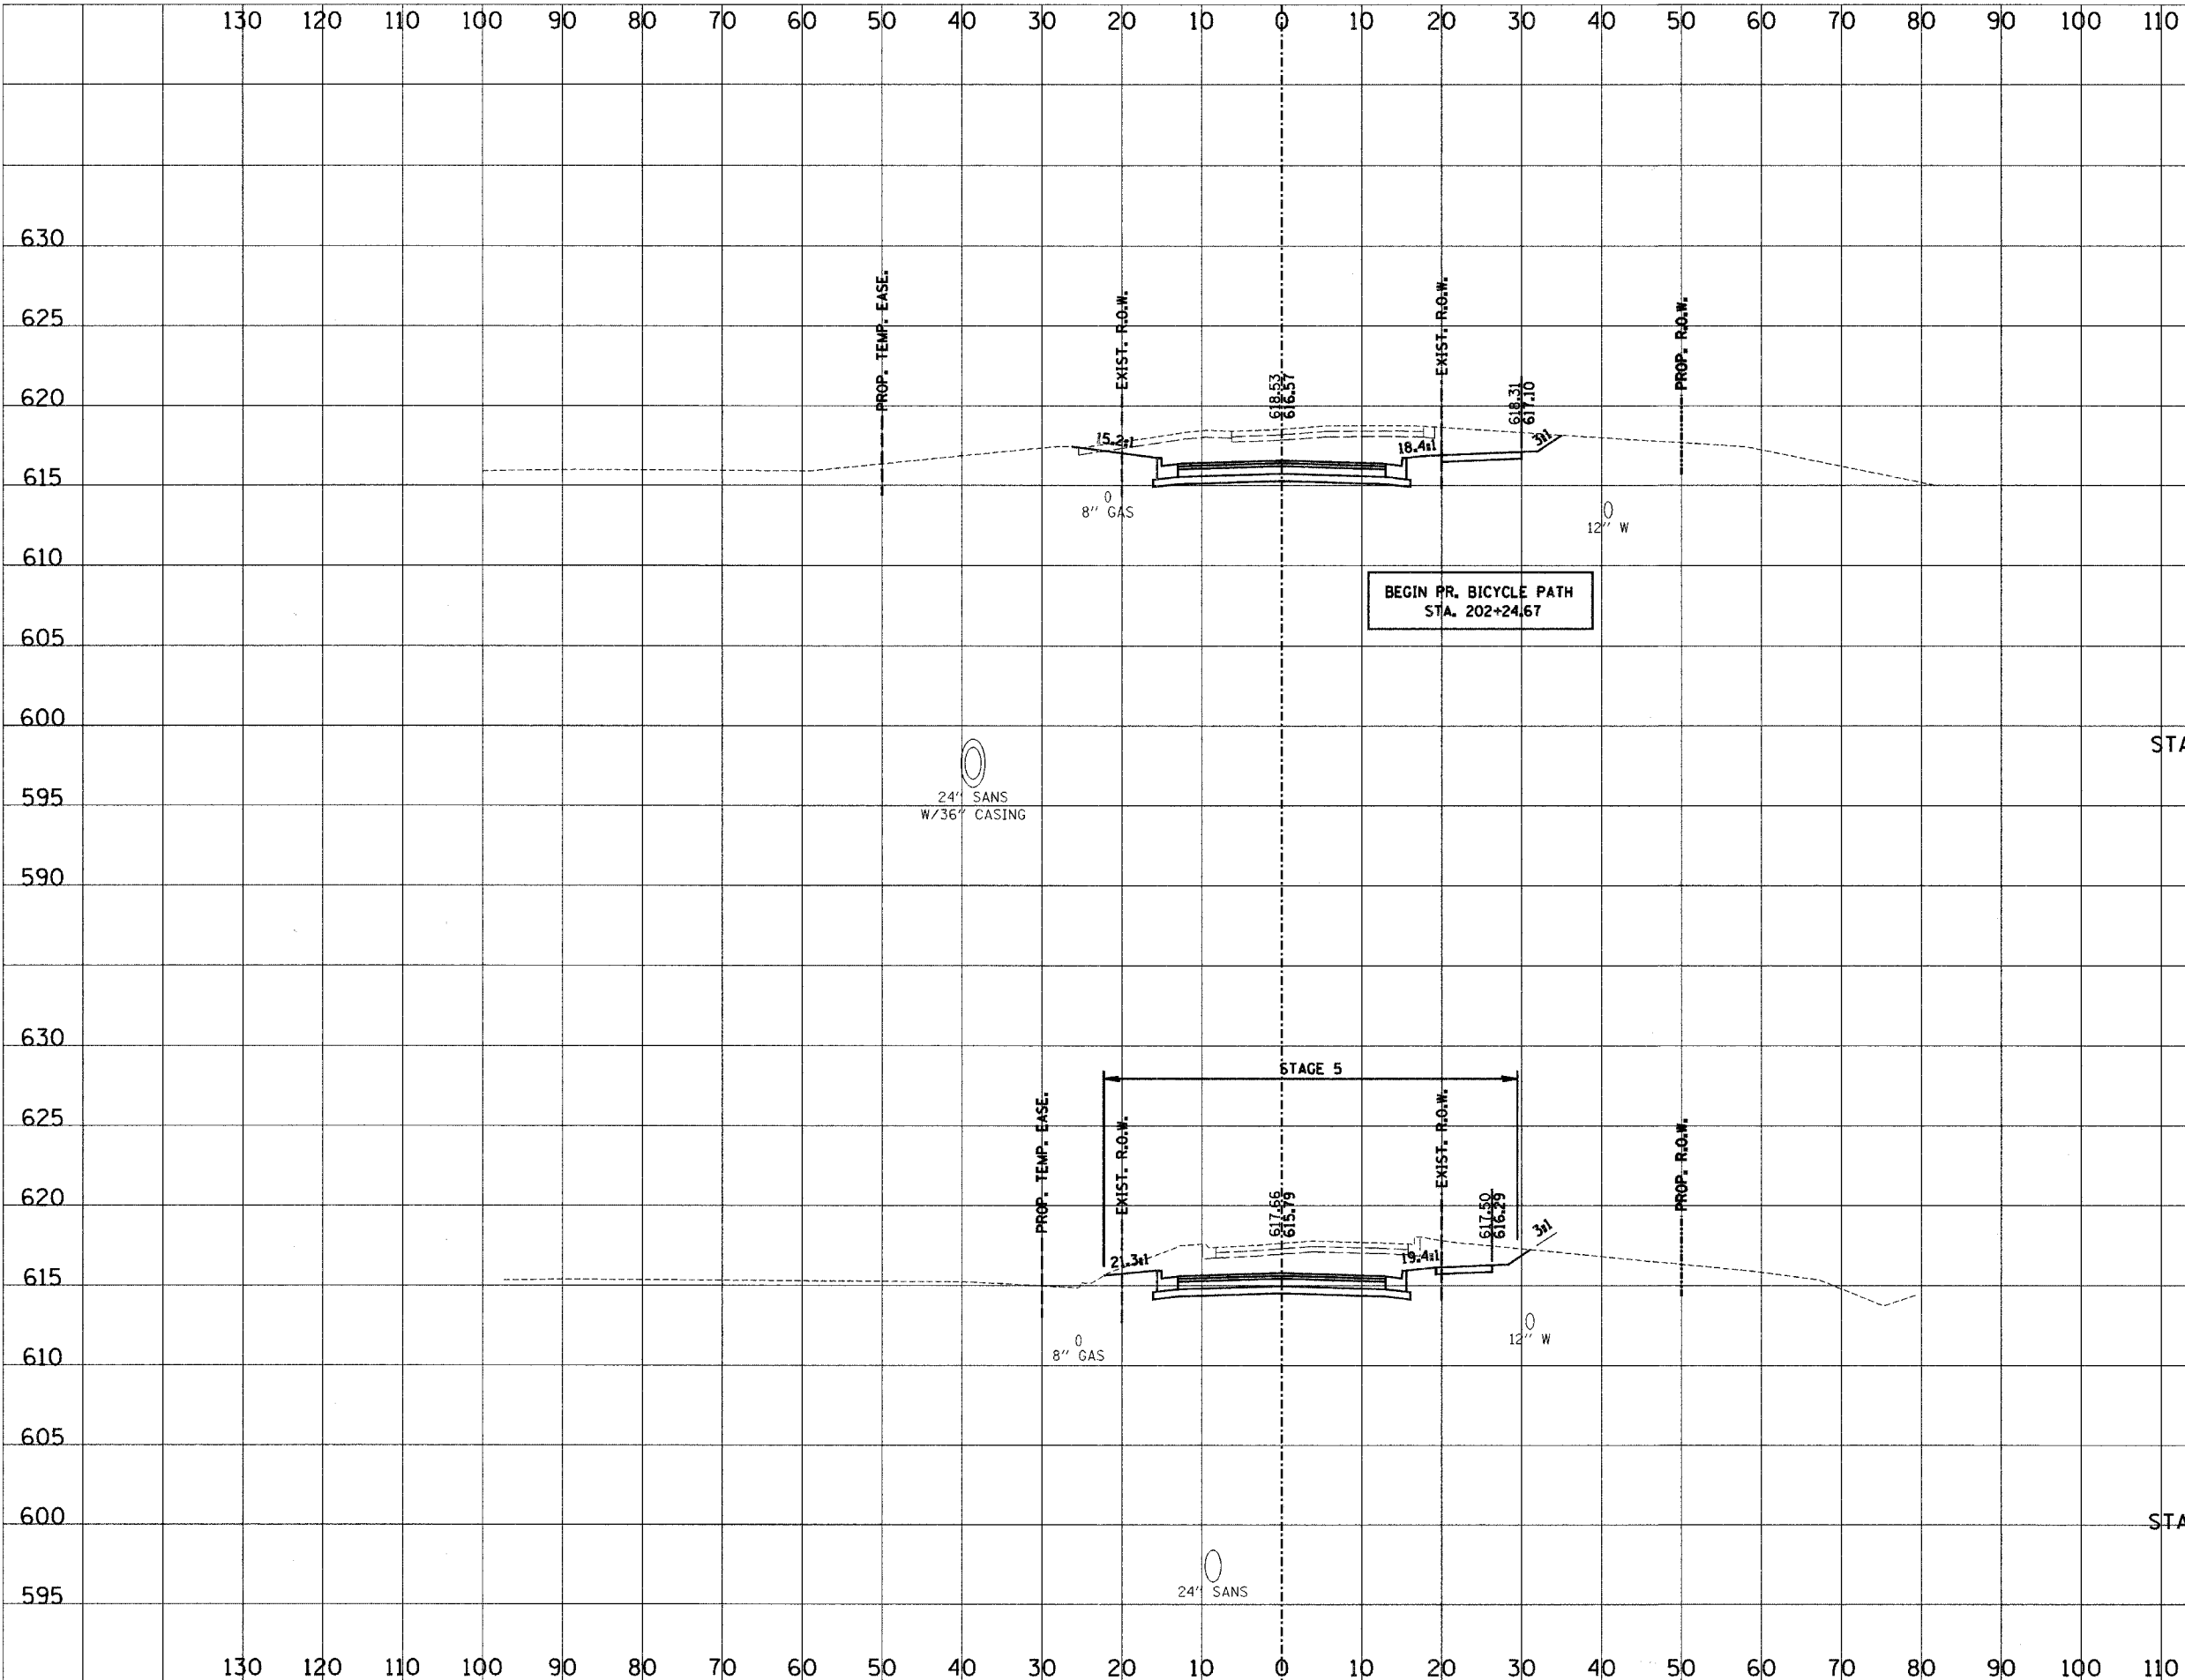 130 120 110 100 90 80 70 60 50 40 30 20 10 0 10 20 30 40 50 60 70 80 90 100 110
630
625
620
615
610
605
600
595
590
PROP. TEMP. EASE.
EXIST. R.O.W.
618.53
616.57
EXIST. R.O.W.
618.31
617.10
PROP. R.O.W.
15.2:1
18.4:1
3:1
8" GAS
12" W
BEGIN PR. BICYCLE PATH
STA. 202+24.67
STA
24" SANS
W/36" CASING
630
625
620
615
610
605
600
595
STAGE 5
PROP. TEMP. EASE.
EXIST. R.O.W.
617.66
615.79
EXIST. R.O.W.
617.50
616.29
PROP. R.O.W.
21.3:1
19.4:1
3:1
8" GAS
12" W
STA
24" SANS
130 120 110 100 90 80 70 60 50 40 30 20 10 0 10 20 30 40 50 60 70 80 90 100 110